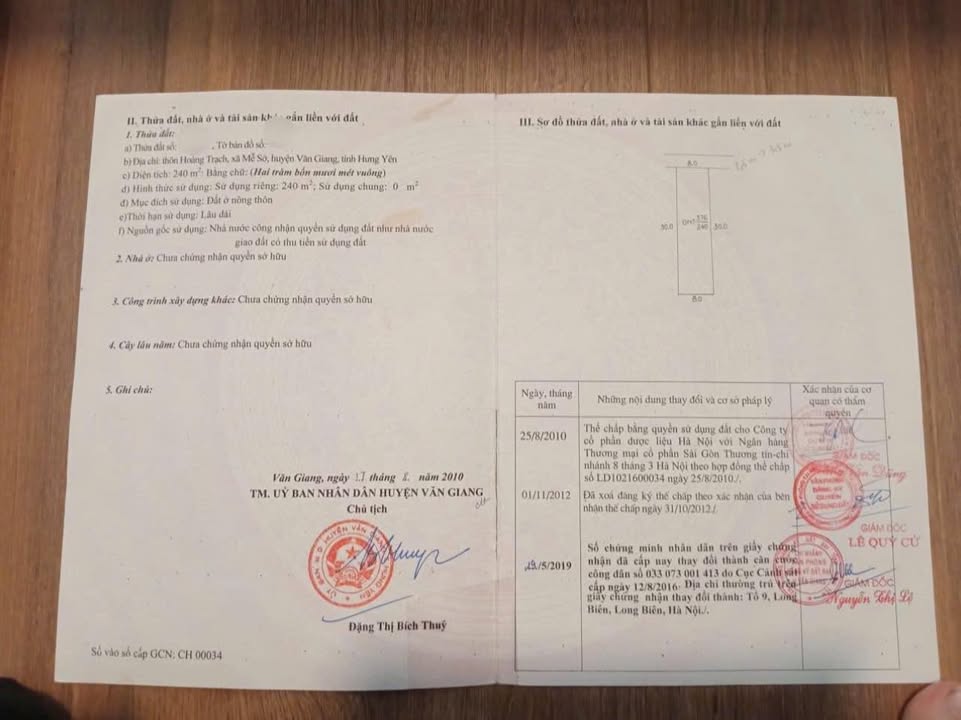 II. Thửa đất, nhà ở và tài sản khác gắn liền với đất
1. Thửa đất:
a) Thửa đất số: , Tờ bản đồ số:
b) Địa chỉ: thôn Hoàng Trạch, xã Mễ Sở, huyện Văn Giang, tỉnh Hưng Yên
c) Diện tích: 240 m²: Bằng chữ: (Hai trăm bốn mươi mét vuông)
d) Hình thức sử dụng: Sử dụng riêng: 240 m²; Sử dụng chung: 0 m²
đ) Mục đích sử dụng: Đất ở nông thôn
e)Thời hạn sử dụng: Lâu dài
f) Nguồn gốc sử dụng: Nhà nước công nhận quyền sử dụng đất như nhà nước
giao đất có thu tiền sử dụng đất
2. Nhà ở: Chưa chứng nhận quyền sở hữu
3. Công trình xây dựng khác: Chưa chứng nhận quyền sở hữu
4. Cây lâu năm: Chưa chứng nhận quyền sở hữu
5. Ghi chú:
Văn Giang, ngày tháng năm 2010
TM. UỶ BAN NHÂN DÂN HUYỆN VĂN GIANG
Chủ tịch
Đặng Thị Bích Thuỷ
Số vào sổ cấp GCN: CH 00034
III. Sơ đồ thửa đất, nhà ở và tài sản khác gắn liền với đất
8.0
30.0
240
30.0
8.0
Ngày, tháng năm
Những nội dung thay đổi và cơ sở pháp lý
Xác nhận của cơ quan có thẩm quyền
25/8/2010
Thế chấp bằng quyền sử dụng đất cho Công ty
cổ phần dược liệu Hà Nội với Ngân hàng
Thương mại cổ phần Sài Gòn Thương tín-chi
nhánh 8 tháng 3 Hà Nội theo hợp đồng thế chấp
số LD1021600034 ngày 25/8/2010./.
GIÁM ĐỐC
01/11/2012
Đã xoá đăng ký thế chấp theo xác nhận của bên
nhận thế chấp ngày 31/10/2012./.
GIÁM ĐỐC
LÊ QUÝ CỬ
/5/2019
Số chứng minh nhân dân trên giấy chứng
nhận đã cấp nay thay đổi thành căn cước
công dân số 033 073 001 413 do Cục Cảnh sát
cấp ngày 12/8/2016. Địa chỉ thường trú trên
giấy chứng nhận thay đổi thành: Tổ 9, Long
Biên, Long Biên, Hà Nội./.
GIÁM ĐỐC
Nguyễn Thị Lệ